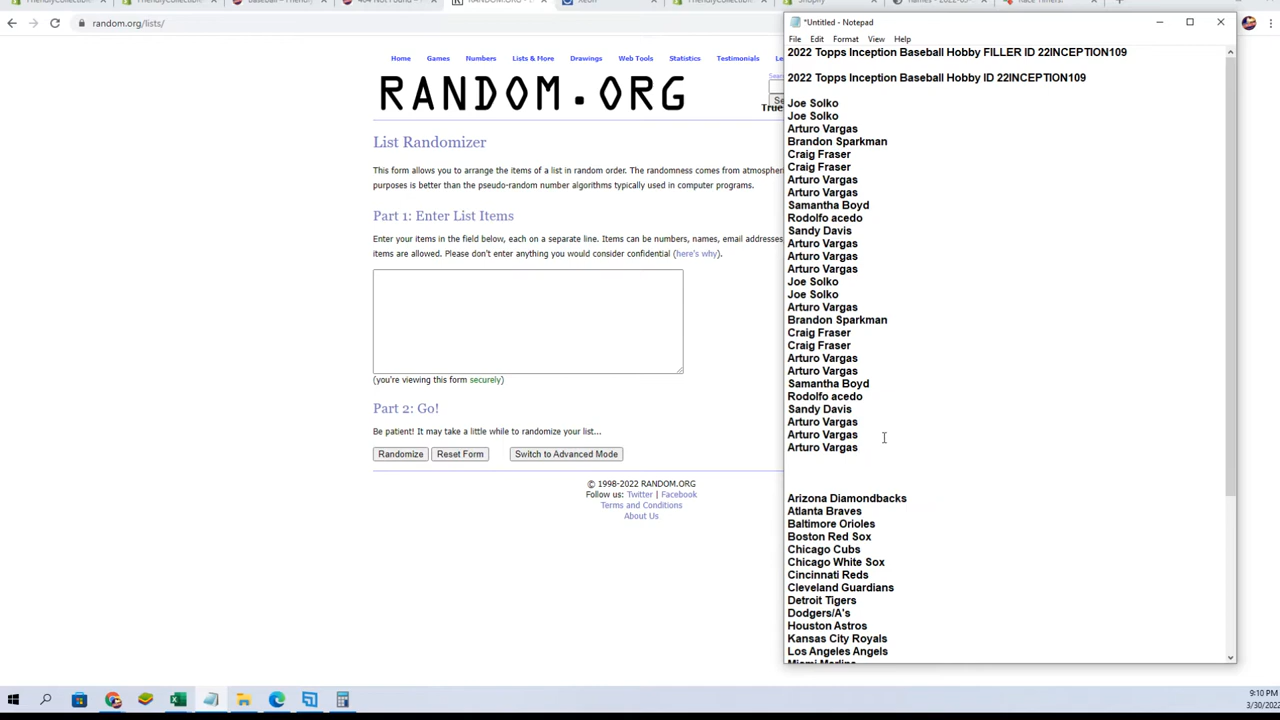 random.org/lists/
Home
Games
Numbers
Lists & More
Drawings
Web Tools
Statistics
Testimonials
RANDOM.ORG
List Randomizer
This form allows you to arrange the items of a list in random order. The randomness comes from
purposes is better than the pseudo-random number algorithms typically used in computer programs.
Part 1: Enter List Items
Enter your items in the field below, each on a separate line. Items can be numbers, names, email addresses
items are allowed. Please don't enter anything you would consider confidential (here's why).
(you're viewing this form securely)
Part 2: Go!
Be patient! It may take a little while to randomize your list...
Randomize
Reset Form
Switch to Advanced Mode
© 1998-2022 RANDOM.ORG
Follow us: Twitter | Facebook
Terms and Conditions
About Us
*Untitled - Notepad
File Edit Format View Help
2022 Topps Inception Baseball Hobby FILLER ID 22INCEPTION109
2022 Topps Inception Baseball Hobby ID 22INCEPTION109
Joe Solko
Joe Solko
Arturo Vargas
Brandon Sparkman
Craig Fraser
Craig Fraser
Arturo Vargas
Arturo Vargas
Samantha Boyd
Rodolfo acedo
Sandy Davis
Arturo Vargas
Arturo Vargas
Arturo Vargas
Joe Solko
Joe Solko
Arturo Vargas
Brandon Sparkman
Craig Fraser
Craig Fraser
Arturo Vargas
Arturo Vargas
Samantha Boyd
Rodolfo acedo
Sandy Davis
Arturo Vargas
Arturo Vargas
Arturo Vargas
Arizona Diamondbacks
Atlanta Braves
Baltimore Orioles
Boston Red Sox
Chicago Cubs
Chicago White Sox
Cincinnati Reds
Cleveland Guardians
Detroit Tigers
Dodgers/A's
Houston Astros
Kansas City Royals
Los Angeles Angels
Miami Marlins
9:10 PM